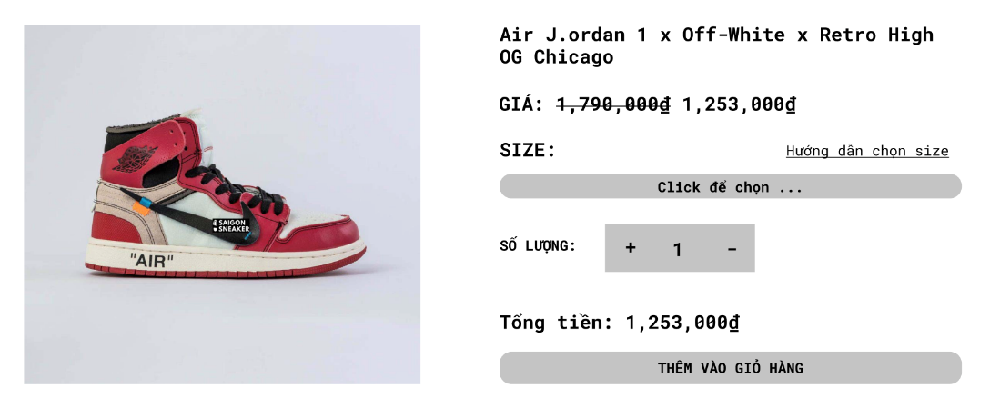 Air J.ordan 1 x Off-White x Retro High
OG Chicago
GIÁ: 1,790,000₫ 1,253,000₫
SIZE:
Hướng dẫn chọn size
Click để chọn ...
SỐ LƯỢNG:
+ 1 -
Tổng tiền: 1,253,000₫
THÊM VÀO GIỎ HÀNG
SAIGON
SNEAKER
"AIR"